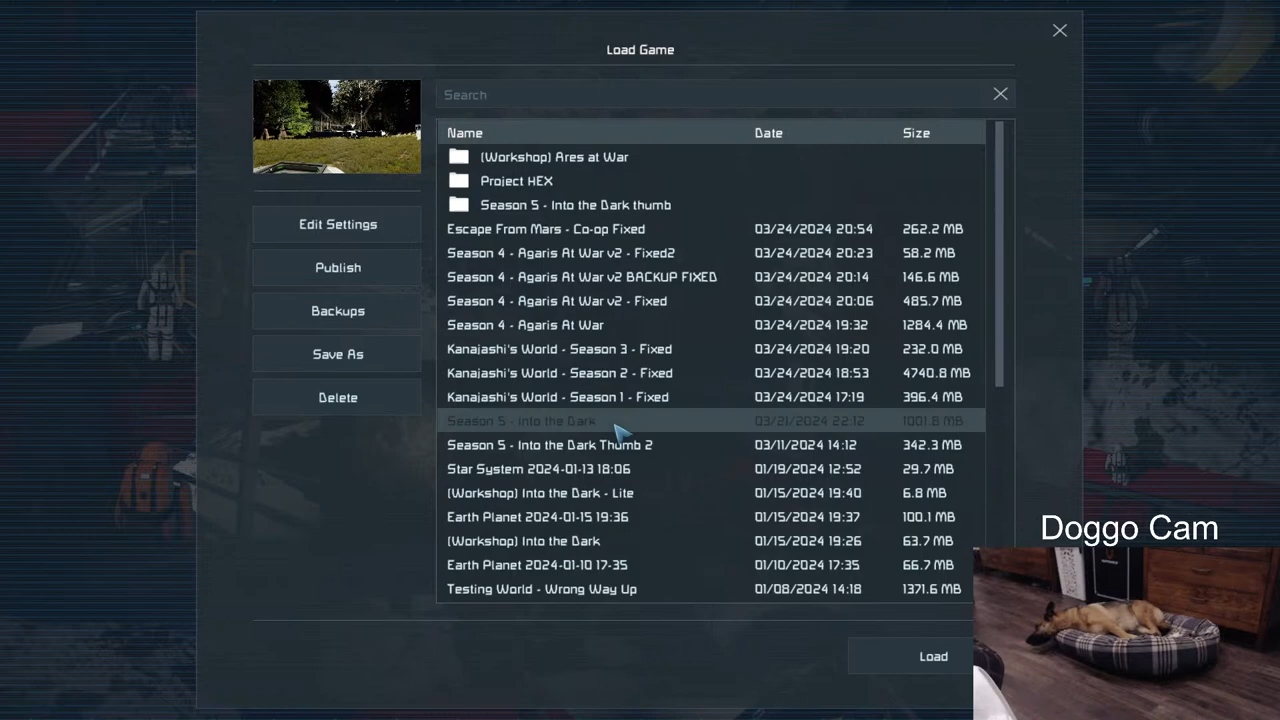 Load Game
Search
Name Date Size
(Workshop) Ares at War
Project HEX
Season 5 - Into the Dark thumb
Escape From Mars - Co-op Fixed 03/24/2024 20:54 262.2 MB
Season 4 - Agaris At War v2 - Fixed2 03/24/2024 20:23 58.2 MB
Season 4 - Agaris At War v2 BACKUP FIXED 03/24/2024 20:14 146.6 MB
Season 4 - Agaris At War v2 - Fixed 03/24/2024 20:06 485.7 MB
Season 4 - Agaris At War 03/24/2024 19:32 1284.4 MB
Kanajashi's World - Season 3 - Fixed 03/24/2024 19:20 232.0 MB
Kanajashi's World - Season 2 - Fixed 03/24/2024 18:53 4740.8 MB
Kanajashi's World - Season 1 - Fixed 03/24/2024 17:19 396.4 MB
Season 5 - Into the Dark 03/21/2024 22:12 1001.8 MB
Season 5 - Into the Dark Thumb 2 03/11/2024 14:12 342.3 MB
Star System 2024-01-13 18:06 01/19/2024 12:52 29.7 MB
(Workshop) Into the Dark - Lite 01/15/2024 19:40 6.8 MB
Earth Planet 2024-01-15 19:36 01/15/2024 19:37 100.1 MB
(Workshop) Into the Dark 01/15/2024 19:26 63.7 MB
Earth Planet 2024-01-10 17-35 01/10/2024 17:35 66.7 MB
Testing World - Wrong Way Up 01/08/2024 14:18 1371.6 MB
Edit Settings
Publish
Backups
Save As
Delete
Load
Doggo Cam